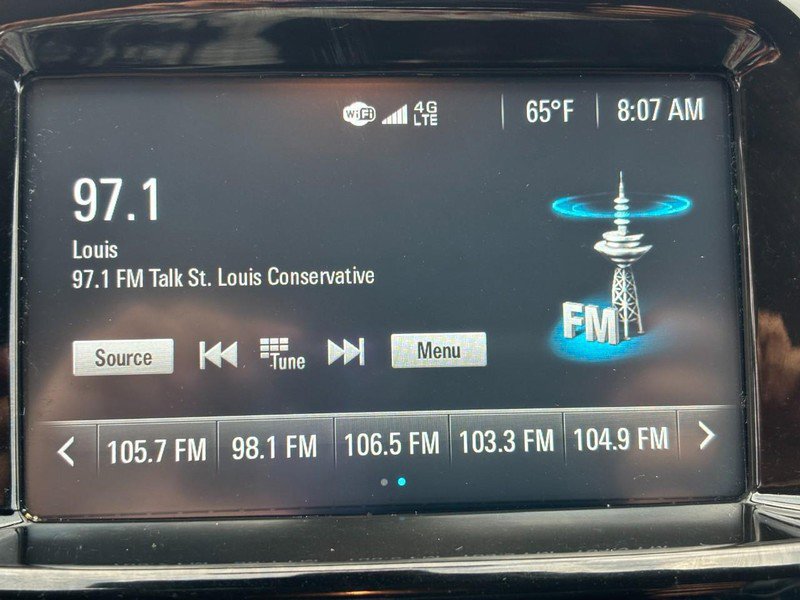 WiFi 4G LTE 65°F 8:07 AM
97.1
Louis
97.1 FM Talk St. Louis Conservative
FM
Source Tune Menu
105.7 FM 98.1 FM 106.5 FM 103.3 FM 104.9 FM